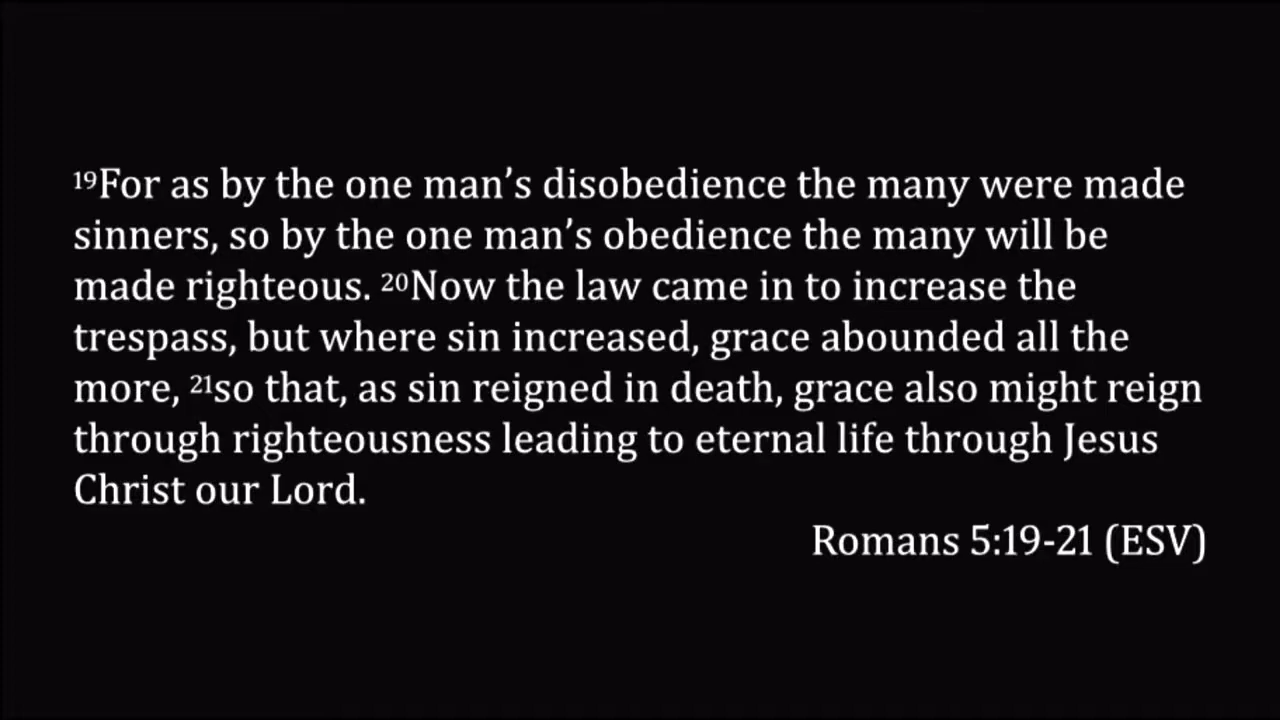 ¹⁹For as by the one man’s disobedience the many were made
sinners, so by the one man’s obedience the many will be
made righteous. ²⁰Now the law came in to increase the
trespass, but where sin increased, grace abounded all the
more, ²¹so that, as sin reigned in death, grace also might reign
through righteousness leading to eternal life through Jesus
Christ our Lord.
Romans 5:19-21 (ESV)